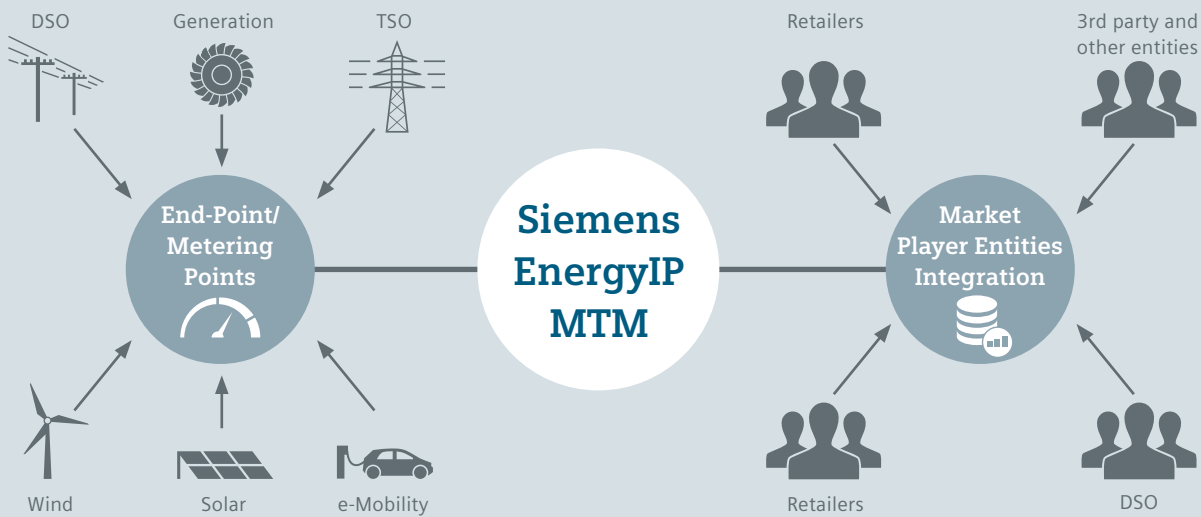 DSO
Generation
TSO
Retailers
3rd party and
other entities
End-Point/
Metering
Points
Siemens
EnergyIP
MTM
Market
Player Entities
Integration
Wind
Solar
e-Mobility
Retailers
DSO